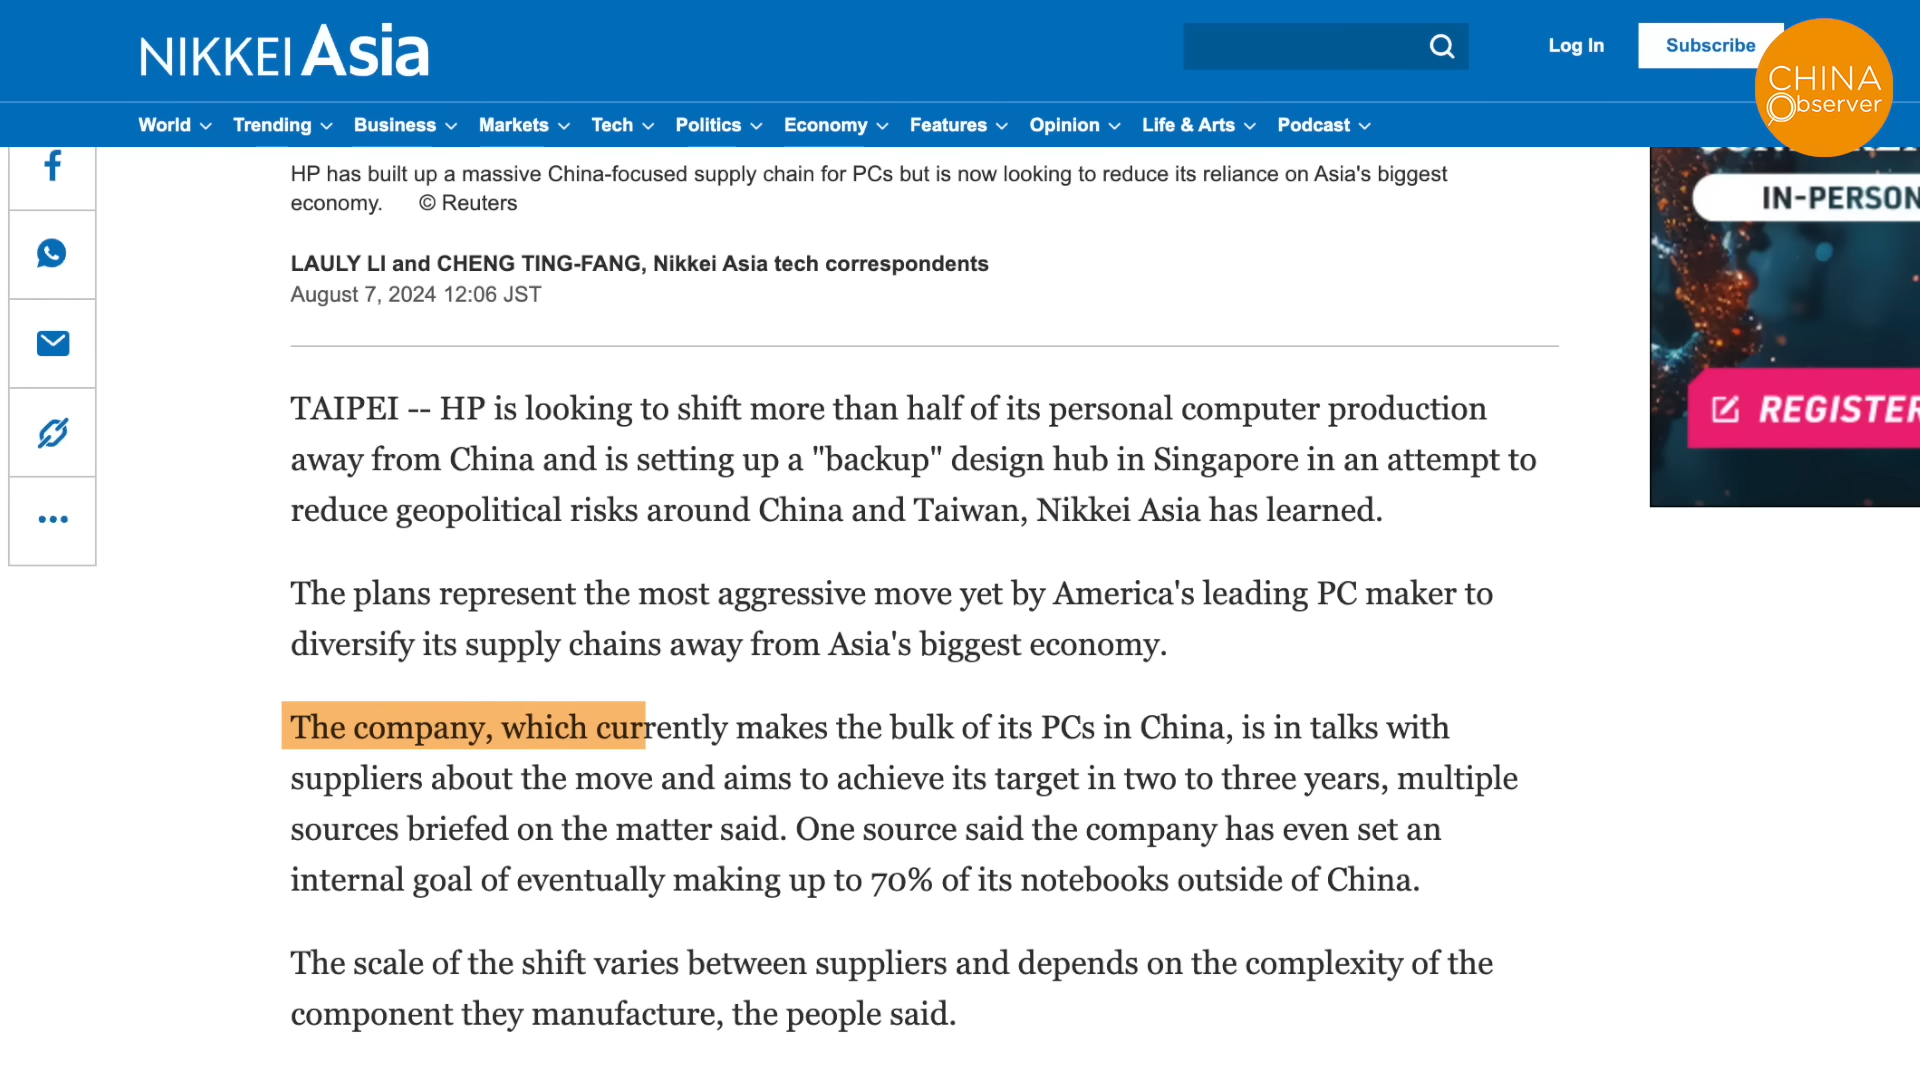 NIKKEI Asia
Log In
Subscribe
CHINA
Observer
World
Trending
Business
Markets
Tech
Politics
Economy
Features
Opinion
Life & Arts
Podcast
HP has built up a massive China-focused supply chain for PCs but is now looking to reduce its reliance on Asia's biggest
economy. © Reuters
IN-PERSON
LAULY LI and CHENG TING-FANG, Nikkei Asia tech correspondents
August 7, 2024 12:06 JST
REGISTER
TAIPEI -- HP is looking to shift more than half of its personal computer production
away from China and is setting up a "backup" design hub in Singapore in an attempt to
reduce geopolitical risks around China and Taiwan, Nikkei Asia has learned.
The plans represent the most aggressive move yet by America's leading PC maker to
diversify its supply chains away from Asia's biggest economy.
The company, which currently makes the bulk of its PCs in China, is in talks with
suppliers about the move and aims to achieve its target in two to three years, multiple
sources briefed on the matter said. One source said the company has even set an
internal goal of eventually making up to 70% of its notebooks outside of China.
The scale of the shift varies between suppliers and depends on the complexity of the
component they manufacture, the people said.